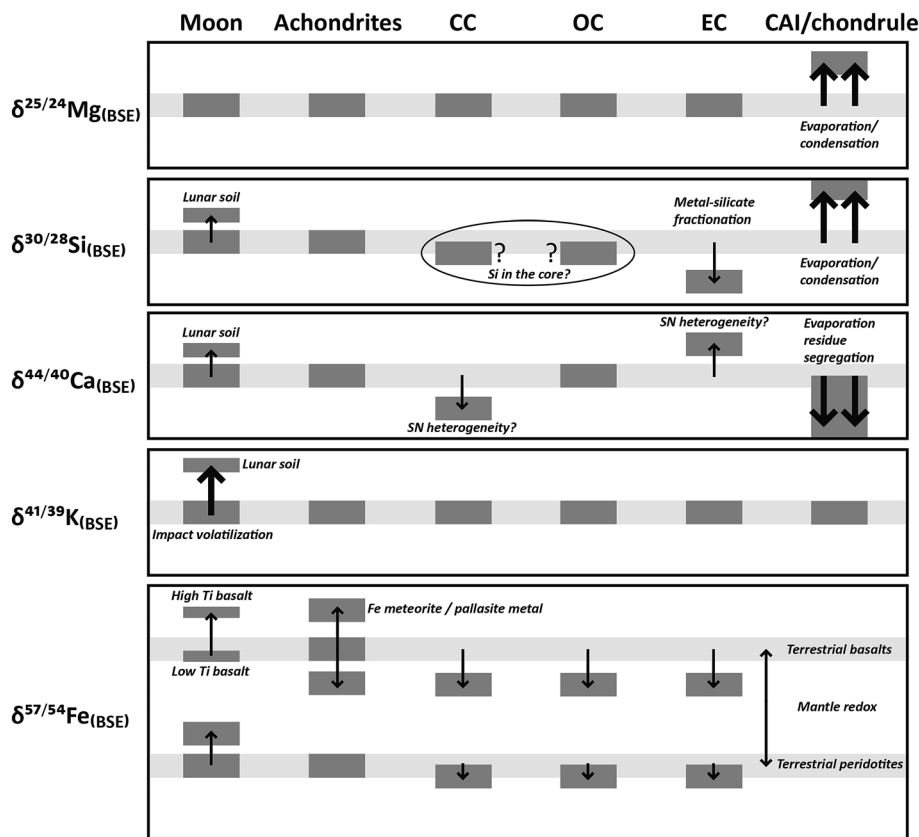 Moon Achondrites CC OC EC CAI/chondrule
δ25/24Mg(BSE)
Evaporation/
condensation
δ30/28Si(BSE)
Lunar soil
? ?
Si in the core?
Metal-silicate
fractionation
Evaporation/
condensation
δ44/40Ca(BSE)
Lunar soil
SN heterogeneity?
SN heterogeneity?
Evaporation
residue
segregation
δ41/39K(BSE)
Lunar soil
Impact volatilization
δ57/54Fe(BSE)
High Ti basalt
Low Ti basalt
Fe meteorite / pallasite metal
Terrestrial basalts
Mantle redox
Terrestrial peridotites